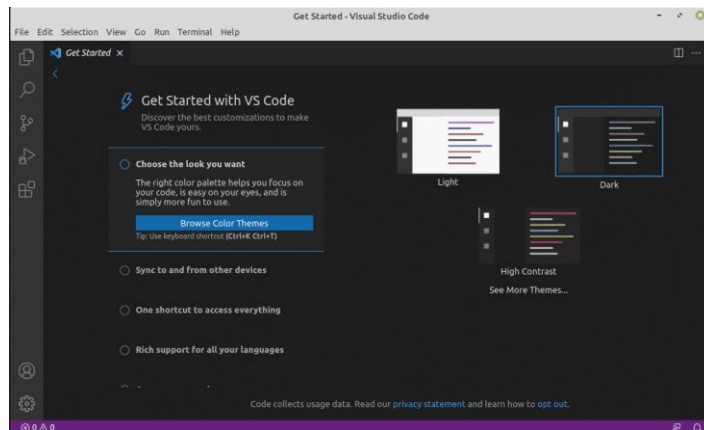 Get Started - Visual Studio Code
File Edit Selection View Go Run Terminal Help
Get Started
Get Started with VS Code
Discover the best customizations to make
VS Code yours.
Choose the look you want
The right color palette helps you focus on
your code, is easy on your eyes, and is
simply more fun to use.
Browse Color Themes
Tip: Use keyboard shortcut (Ctrl+K Ctrl+T)
Sync to and from other devices
One shortcut to access everything
Rich support for all your languages
Light
Dark
High Contrast
See More Themes...
Code collects usage data. Read our privacy statement and learn how to opt out.
0 0